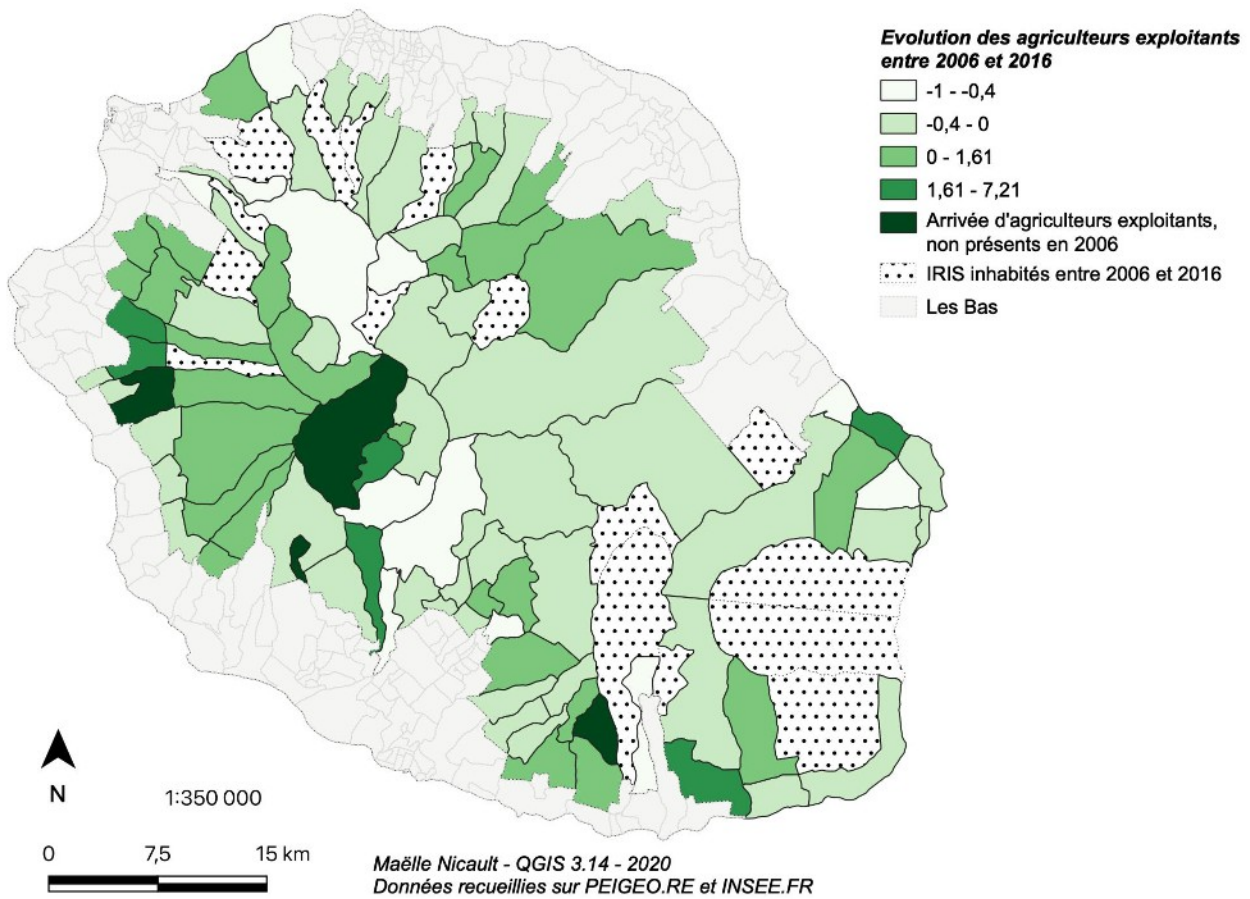 Evolution des agriculteurs exploitants
entre 2006 et 2016
-1 - -0,4
-0,4 - 0
0 - 1,61
1,61 - 7,21
Arrivée d'agriculteurs exploitants,
non présents en 2006
IRIS inhabités entre 2006 et 2016
Les Bas
N
1:350 000
0 7,5 15 km
Maëlle Nicault - QGIS 3.14 - 2020
Données recueillies sur PEIGEO.RE et INSEE.FR